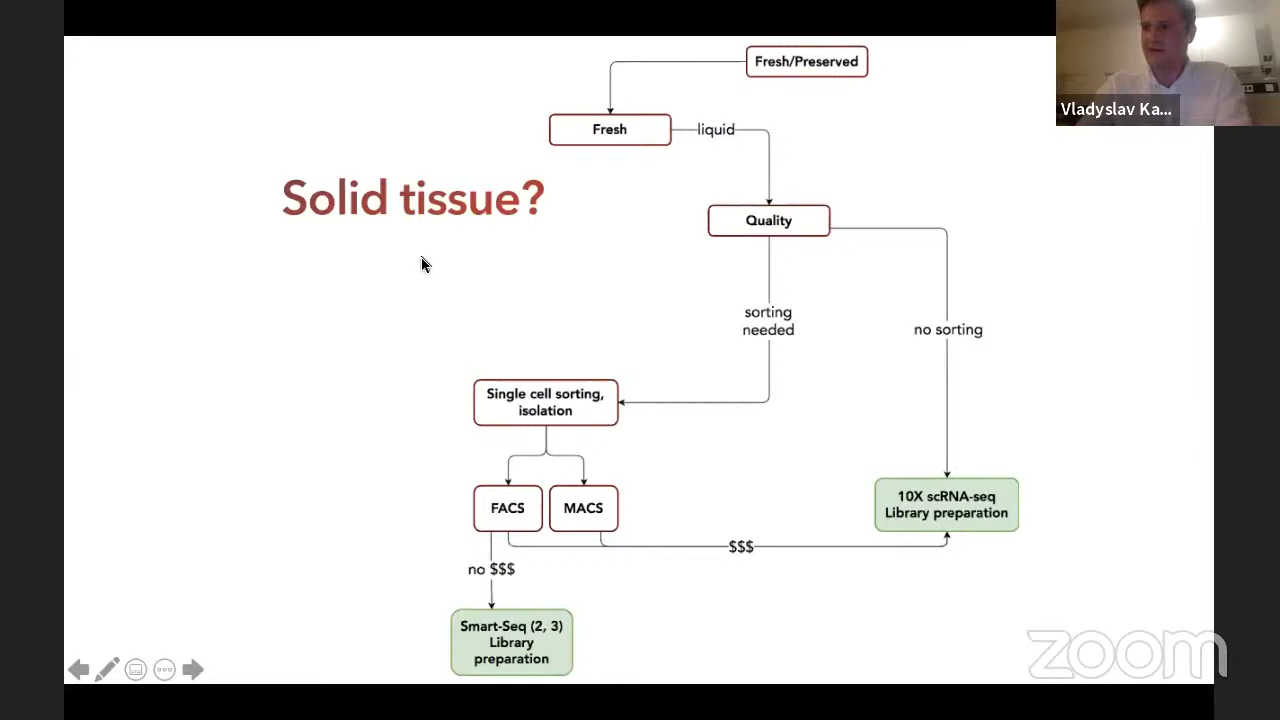 Fresh/Preserved
Vladyslav Ka...
Fresh
liquid
Solid tissue?
Quality
sorting
needed
no sorting
Single cell sorting,
isolation
FACS
MACS
10X scRNA-seq
Library preparation
$$$
no $$$
Smart-Seq (2, 3)
Library
preparation
zoom